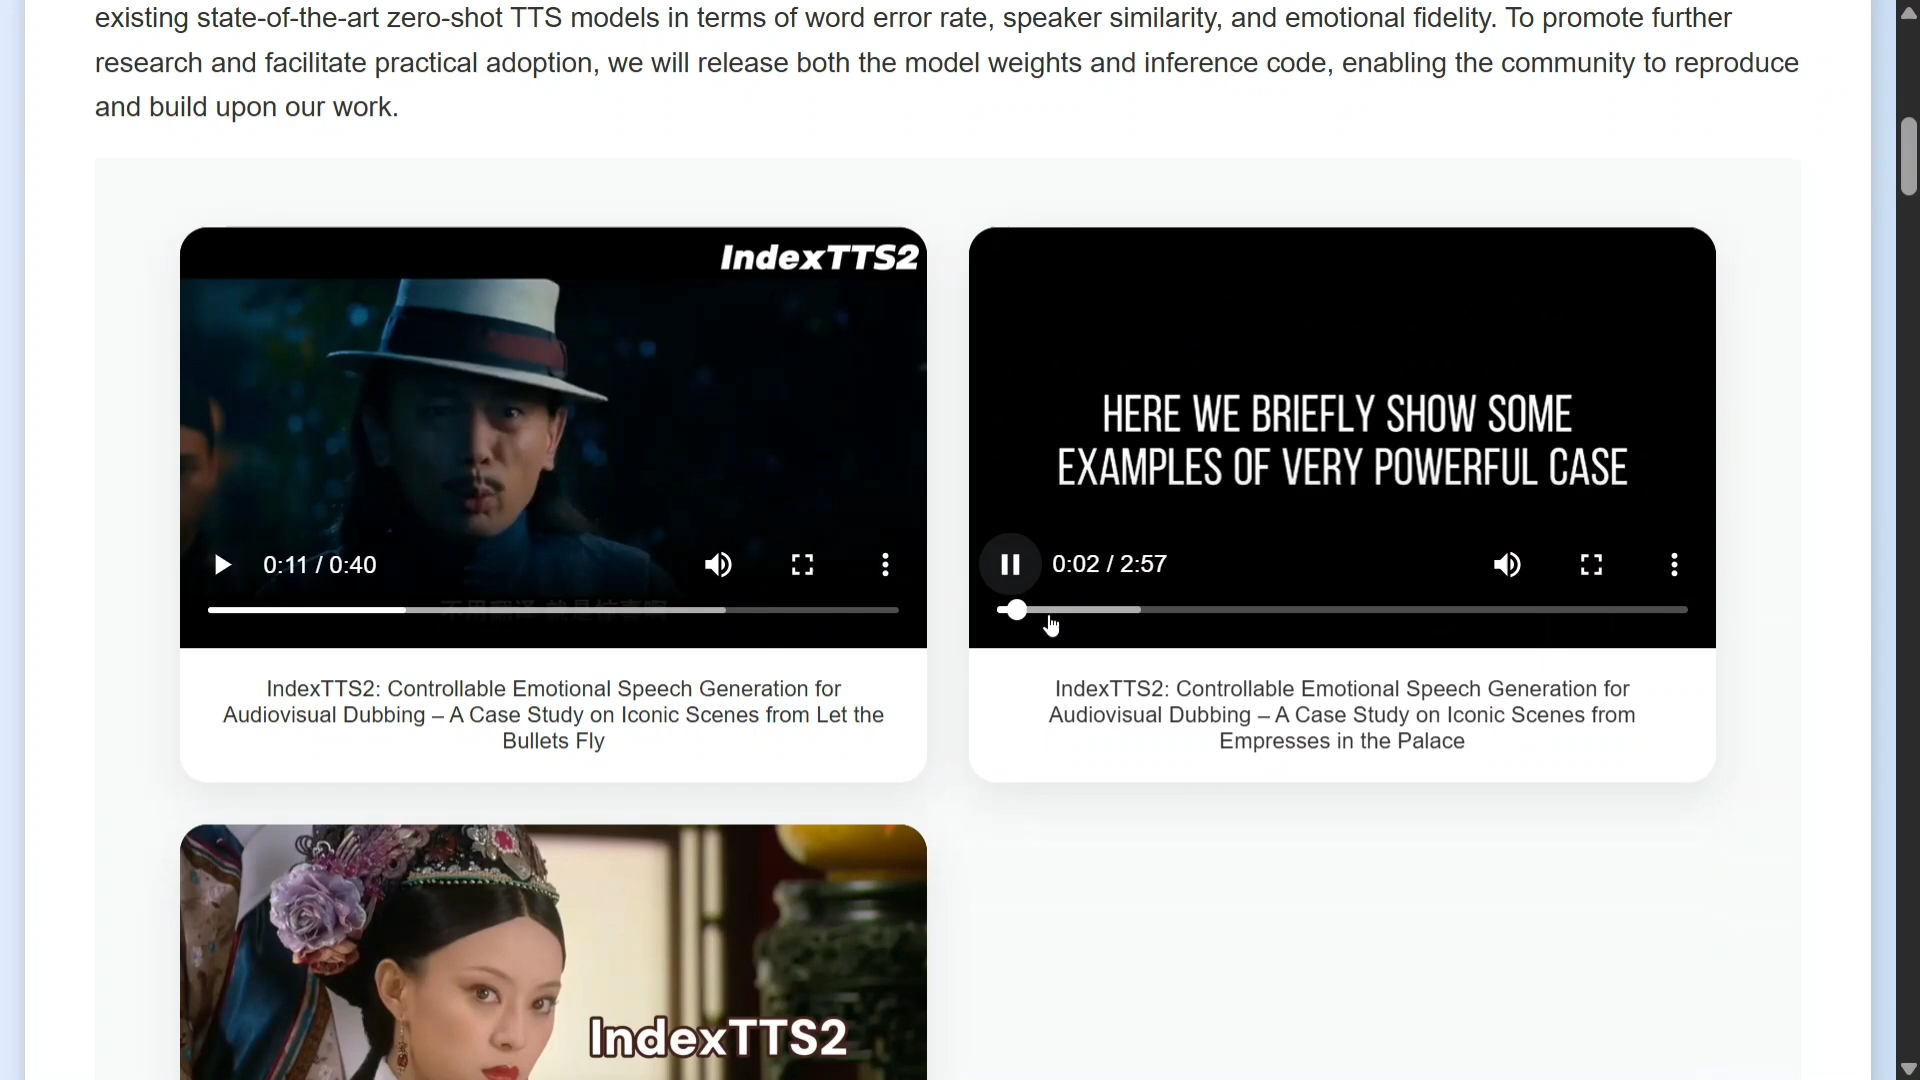 existing state-of-the-art zero-shot TTS models in terms of word error rate, speaker similarity, and emotional fidelity. To promote further
research and facilitate practical adoption, we will release both the model weights and inference code, enabling the community to reproduce
and build upon our work.
IndexTTS2
0:11 / 0:40
HERE WE BRIEFLY SHOW SOME
EXAMPLES OF VERY POWERFUL CASE
0:02 / 2:57
IndexTTS2: Controllable Emotional Speech Generation for
Audiovisual Dubbing – A Case Study on Iconic Scenes from Let the
Bullets Fly
IndexTTS2: Controllable Emotional Speech Generation for
Audiovisual Dubbing – A Case Study on Iconic Scenes from
Empresses in the Palace
IndexTTS2